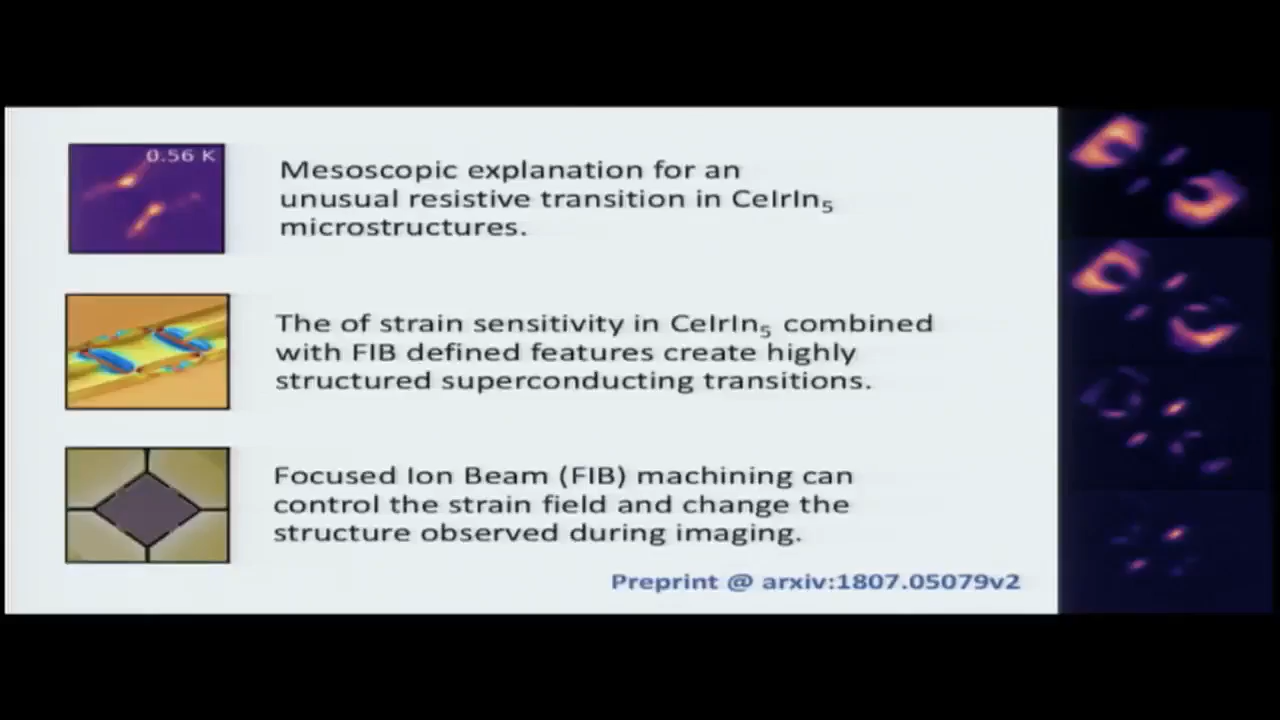 0.56 K
Mesoscopic explanation for an
unusual resistive transition in CeIrIn₅
microstructures.
The of strain sensitivity in CeIrIn₅ combined
with FIB defined features create highly
structured superconducting transitions.
Focused Ion Beam (FIB) machining can
control the strain field and change the
structure observed during imaging.
Preprint @ arxiv:1807.05079v2